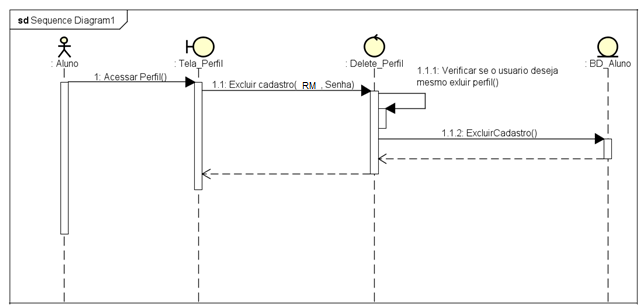 sd Sequence Diagram1
: Aluno
: Tela_Perfil
: Delete_Perfil
: BD_Aluno
1: Acessar Perfil()
1.1: Excluir cadastro( RM , Senha)
1.1.1: Verificar se o usuario deseja
mesmo exluir perfil()
1.1.2: ExcluirCadastro()